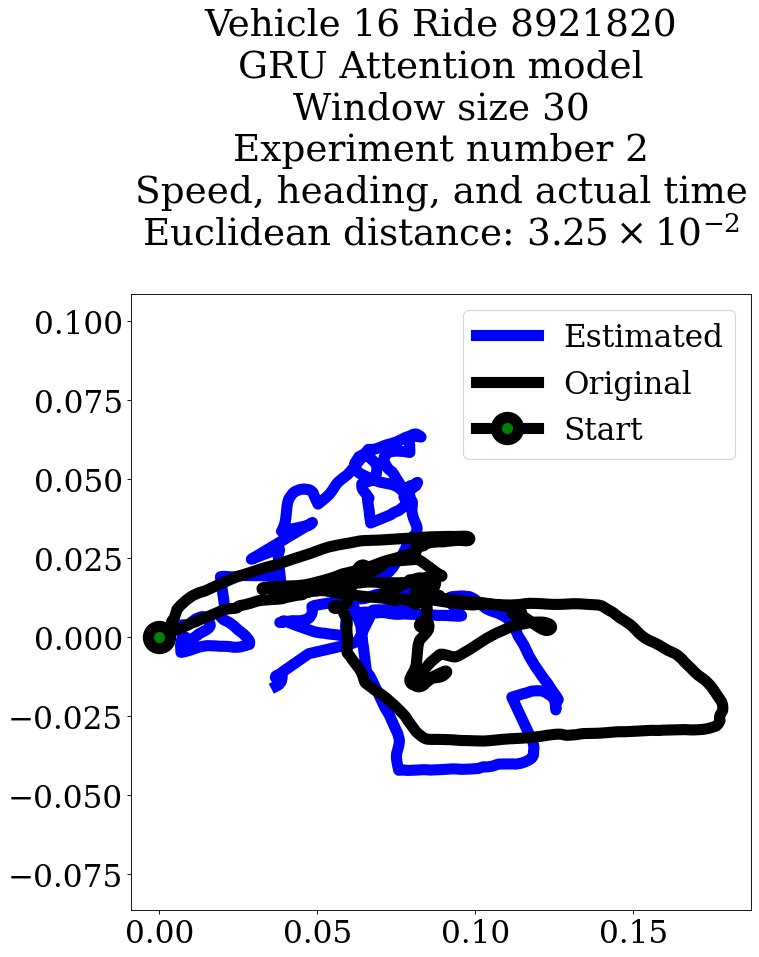 Vehicle 16 Ride 8921820
GRU Attention model
Window size 30
Experiment number 2
Speed, heading, and actual time
Euclidean distance: 3.25 × 10⁻²
Estimated
Original
Start
0.100
0.075
0.050
0.025
0.000
−0.025
−0.050
−0.075
0.00 0.05 0.10 0.15